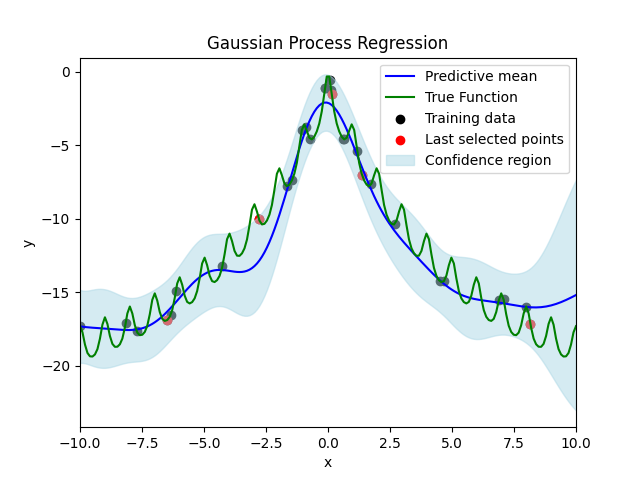 Gaussian Process Regression
Predictive mean
True Function
Training data
Last selected points
Confidence region
y
0
−5
−10
−15
−20
−10.0 −7.5 −5.0 −2.5 0.0 2.5 5.0 7.5 10.0
x